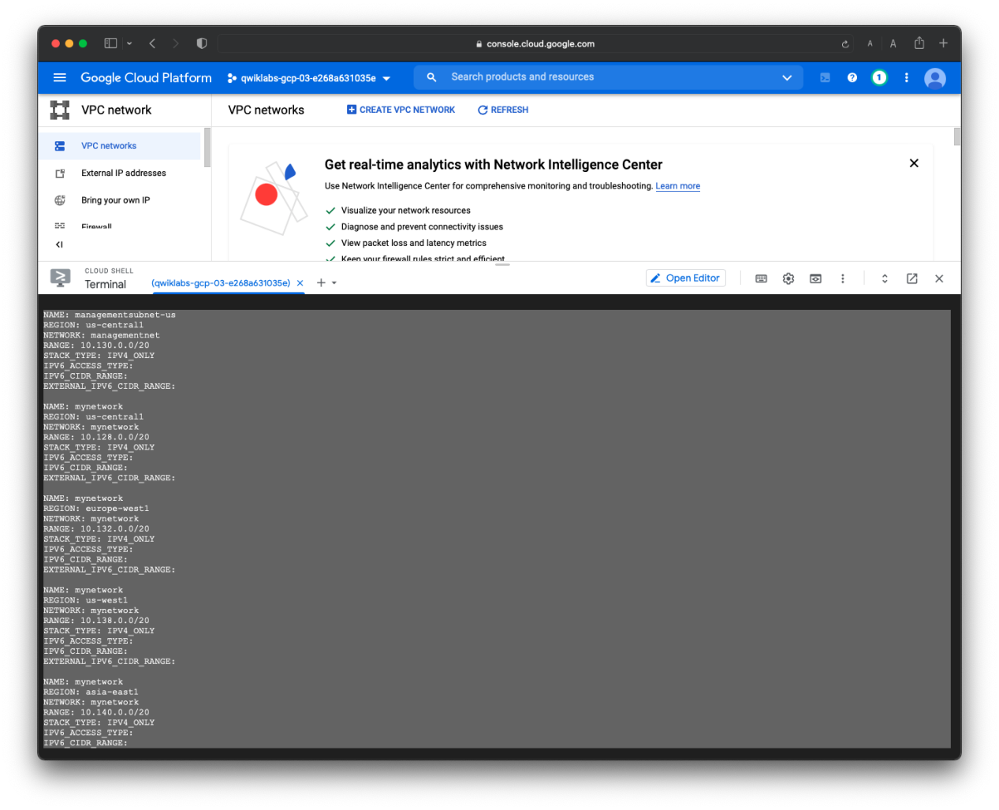 console.cloud.google.com
A A
Google Cloud Platform
qwiklabs-gcp-03-e268a631035e
Search products and resources
1
VPC network
VPC networks
CREATE VPC NETWORK
REFRESH
VPC networks
External IP addresses
Bring your own IP
Firewall
Get real-time analytics with Network Intelligence Center
Use Network Intelligence Center for comprehensive monitoring and troubleshooting. Learn more
Visualize your network resources
Diagnose and prevent connectivity issues
View packet loss and latency metrics
Keep your firewall rules strict and efficient
CLOUD SHELL
Terminal
(qwiklabs-gcp-03-e268a631035e)
Open Editor
NAME: managementsubnet-us
REGION: us-central1
NETWORK: managementnet
RANGE: 10.130.0.0/20
STACK_TYPE: IPV4_ONLY
IPV6_ACCESS_TYPE:
IPV6_CIDR_RANGE:
EXTERNAL_IPV6_CIDR_RANGE:
NAME: mynetwork
REGION: us-central1
NETWORK: mynetwork
RANGE: 10.128.0.0/20
STACK_TYPE: IPV4_ONLY
IPV6_ACCESS_TYPE:
IPV6_CIDR_RANGE:
EXTERNAL_IPV6_CIDR_RANGE:
NAME: mynetwork
REGION: europe-west1
NETWORK: mynetwork
RANGE: 10.132.0.0/20
STACK_TYPE: IPV4_ONLY
IPV6_ACCESS_TYPE:
IPV6_CIDR_RANGE:
EXTERNAL_IPV6_CIDR_RANGE:
NAME: mynetwork
REGION: us-west1
NETWORK: mynetwork
RANGE: 10.138.0.0/20
STACK_TYPE: IPV4_ONLY
IPV6_ACCESS_TYPE:
IPV6_CIDR_RANGE:
EXTERNAL_IPV6_CIDR_RANGE:
NAME: mynetwork
REGION: asia-east1
NETWORK: mynetwork
RANGE: 10.140.0.0/20
STACK_TYPE: IPV4_ONLY
IPV6_ACCESS_TYPE:
IPV6_CIDR_RANGE: